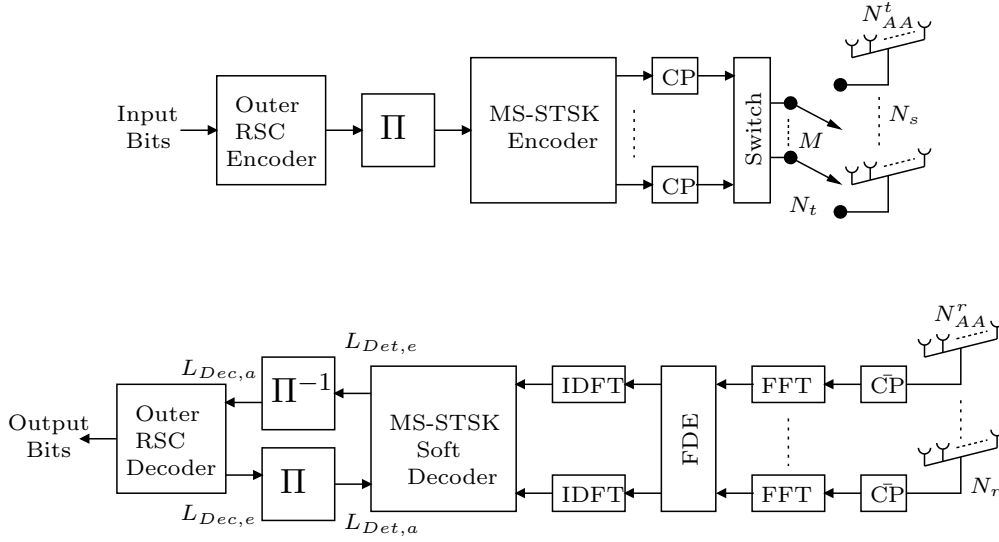 Input
Bits
Outer
RSC
Encoder
Π
MS-STSK
Encoder
CP
CP
Switch
M
N_t
N^t_{AA}
N_s
Output
Bits
Outer
RSC
Decoder
L_{Dec,a}
L_{Dec,e}
Π^{-1}
Π
L_{Det,e}
L_{Det,a}
MS-STSK
Soft
Decoder
IDFT
IDFT
FDE
FFT
FFT
C̄P
C̄P
N^r_{AA}
N_r